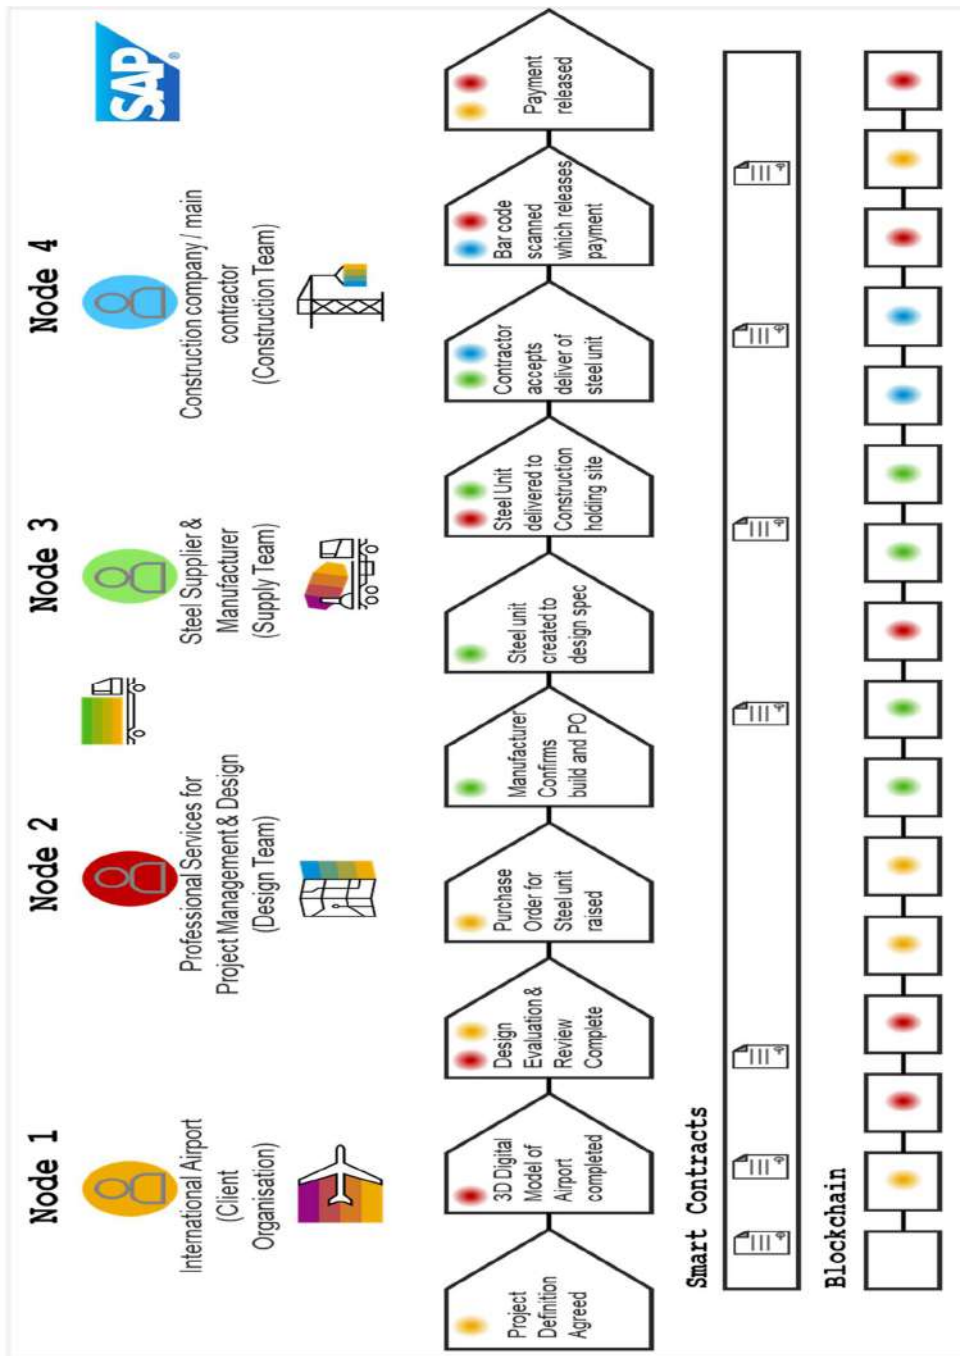 SAP
®
Node 1
International Airport
(Client
Organisation)
Node 2
Professional Services for
Project Management & Design
(Design Team)
Node 3
Steel Supplier &
Manufacturer
(Supply Team)
Node 4
Construction company / main
contractor
(Construction Team)
Project
Definition
Agreed
3D Digital
Model of
Airport
completed
Design
Evaluation &
Review
Complete
Purchase
Order for
Steel unit
raised
Manufacturer
Confirms
build and PO
Steel unit
created to
design spec
Steel Unit
delivered to
Construction
holding site
Contractor
accepts
deliver of
steel unit
Bar code
scanned
which releases
payment
Payment
released
Smart Contracts
Blockchain